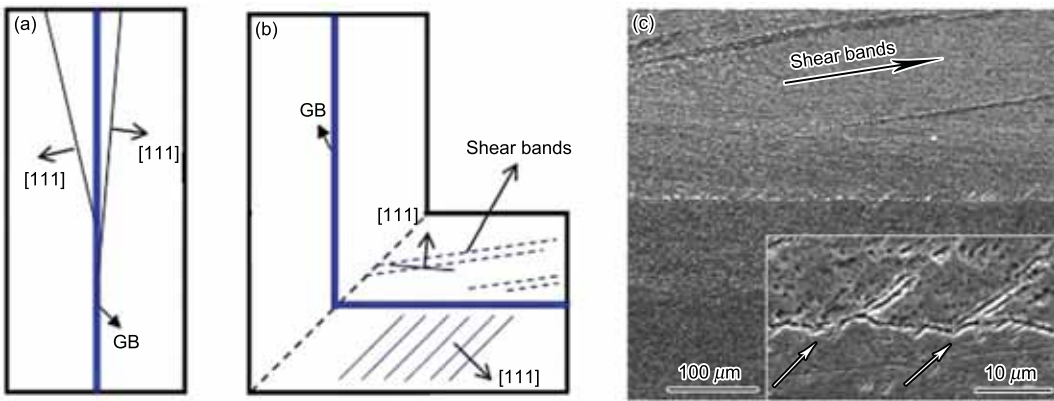 (a)
[111]
[111]
GB
(b)
GB
Shear bands
[111]
[111]
(c)
Shear bands
100 μm
10 μm